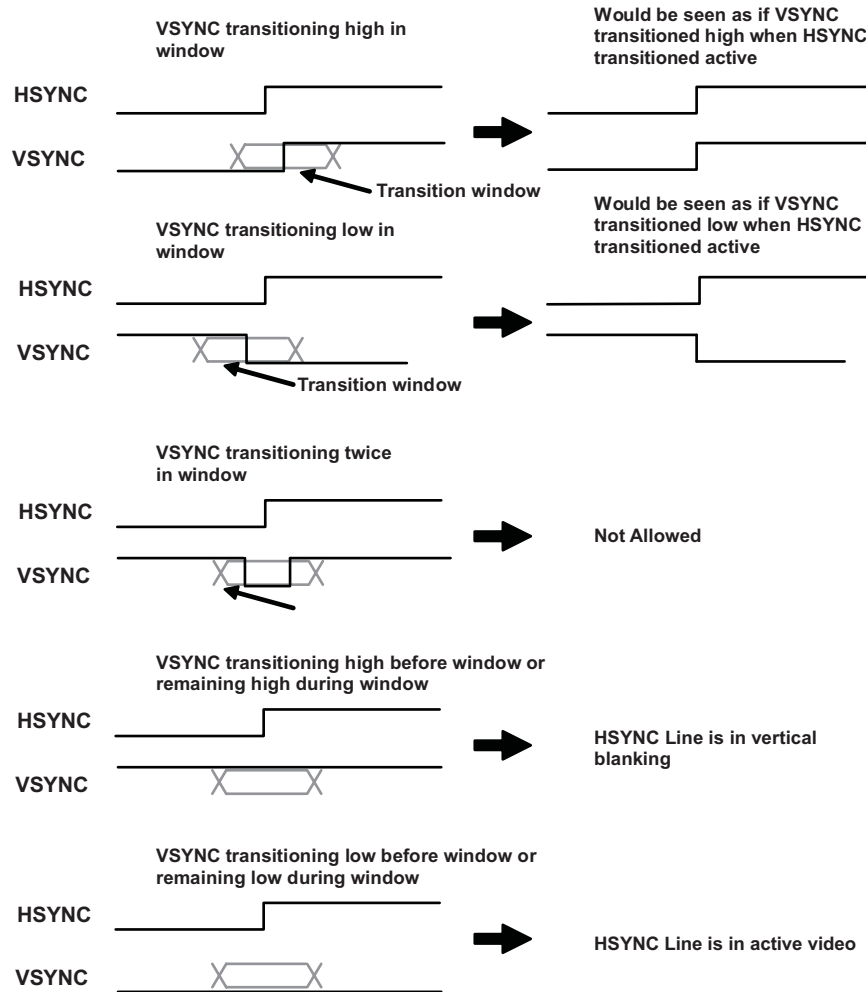 VSYNC transitioning high in
window
Would be seen as if VSYNC
transitioned high when HSYNC
transitioned active
HSYNC
VSYNC
Transition window
VSYNC transitioning low in
window
Would be seen as if VSYNC
transitioned low when HSYNC
transitioned active
HSYNC
VSYNC
Transition window
VSYNC transitioning twice
in window
HSYNC
Not Allowed
VSYNC
VSYNC transitioning high before window or
remaining high during window
HSYNC
HSYNC Line is in vertical
blanking
VSYNC
VSYNC transitioning low before window or
remaining low during window
HSYNC
HSYNC Line is in active video
VSYNC